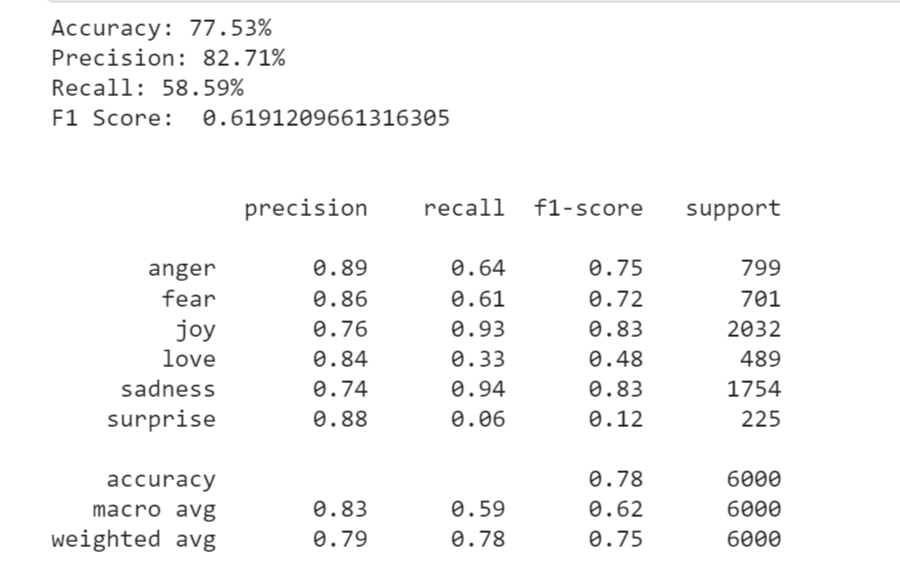 Accuracy: 77.53%
Precision: 82.71%
Recall: 58.59%
F1 Score:  0.6191209661316305
precision recall f1-score support
anger 0.89 0.64 0.75 799
fear 0.86 0.61 0.72 701
joy 0.76 0.93 0.83 2032
love 0.84 0.33 0.48 489
sadness 0.74 0.94 0.83 1754
surprise 0.88 0.06 0.12 225
accuracy 0.78 6000
macro avg 0.83 0.59 0.62 6000
weighted avg 0.79 0.78 0.75 6000